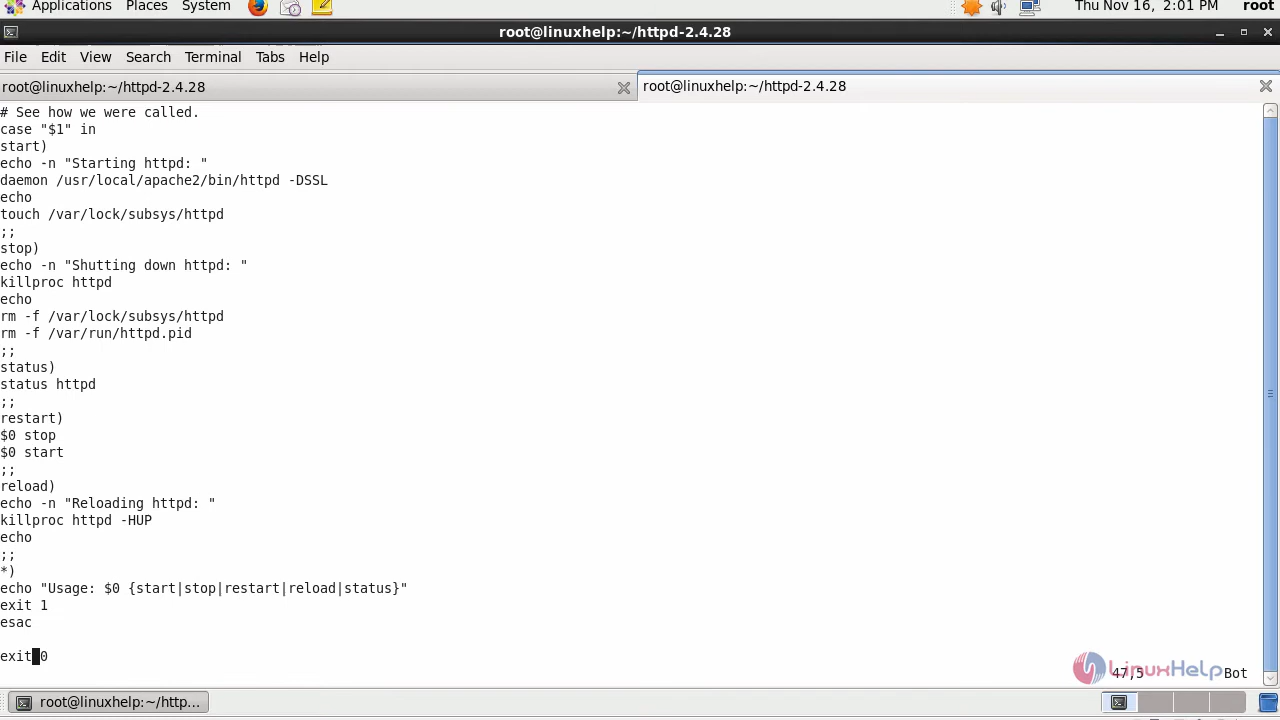 Applications Places System Thu Nov 16, 2:01 PM root
root@linuxhelp:~/httpd-2.4.28
File Edit View Search Terminal Tabs Help
root@linuxhelp:~/httpd-2.4.28 root@linuxhelp:~/httpd-2.4.28
# See how we were called.
case "$1" in
start)
echo -n "Starting httpd: "
daemon /usr/local/apache2/bin/httpd -DSSL
echo
touch /var/lock/subsys/httpd
;;
stop)
echo -n "Shutting down httpd: "
killproc httpd
echo
rm -f /var/lock/subsys/httpd
rm -f /var/run/httpd.pid
;;
status)
status httpd
;;
restart)
$0 stop
$0 start
;;
reload)
echo -n "Reloading httpd: "
killproc httpd -HUP
echo
;;
*)
echo "Usage: $0 {start|stop|restart|reload|status}"
exit 1
esac
exit 0
LinuxHelp
47,5 Bot
root@linuxhelp:~/http...